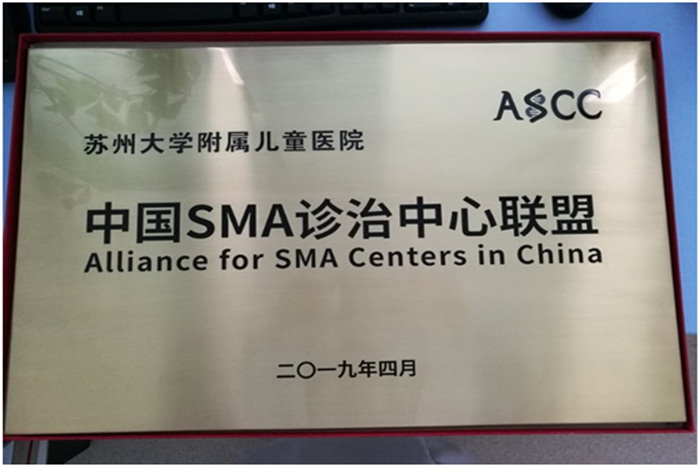 ASCC
苏州大学附属儿童医院
中国SMA诊治中心联盟
Alliance for SMA Centers in China
二〇一九年四月